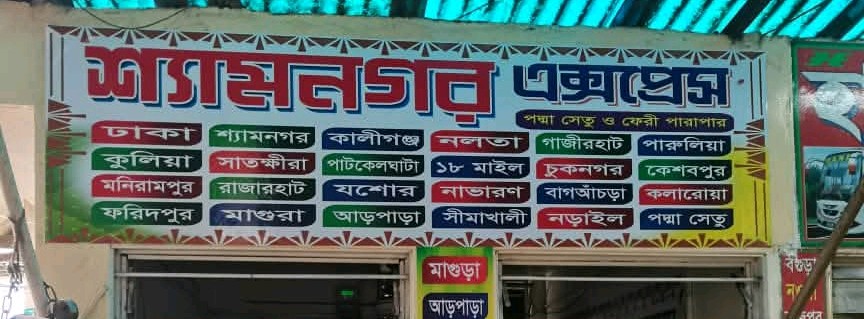 শ্যামনগর এক্সপ্রেস
পদ্মা সেতু ও ফেরী পারাপার
ঢাকা শ্যামনগর কালীগঞ্জ নলতা গাজীরহাট পারুলিয়া
কুলিয়া সাতক্ষীরা পাটকেলঘাটা ১৮ মাইল চুকনগর কেশবপুর
মনিরামপুর রাজারহাট যশোর নাভারণ বাগআঁচড়া কলারোয়া
ফরিদপুর মাগুরা আড়পাড়া সীমাখালী নড়াইল পদ্মা সেতু
মাগুড়া
আড়পাড়া
বগুড়া